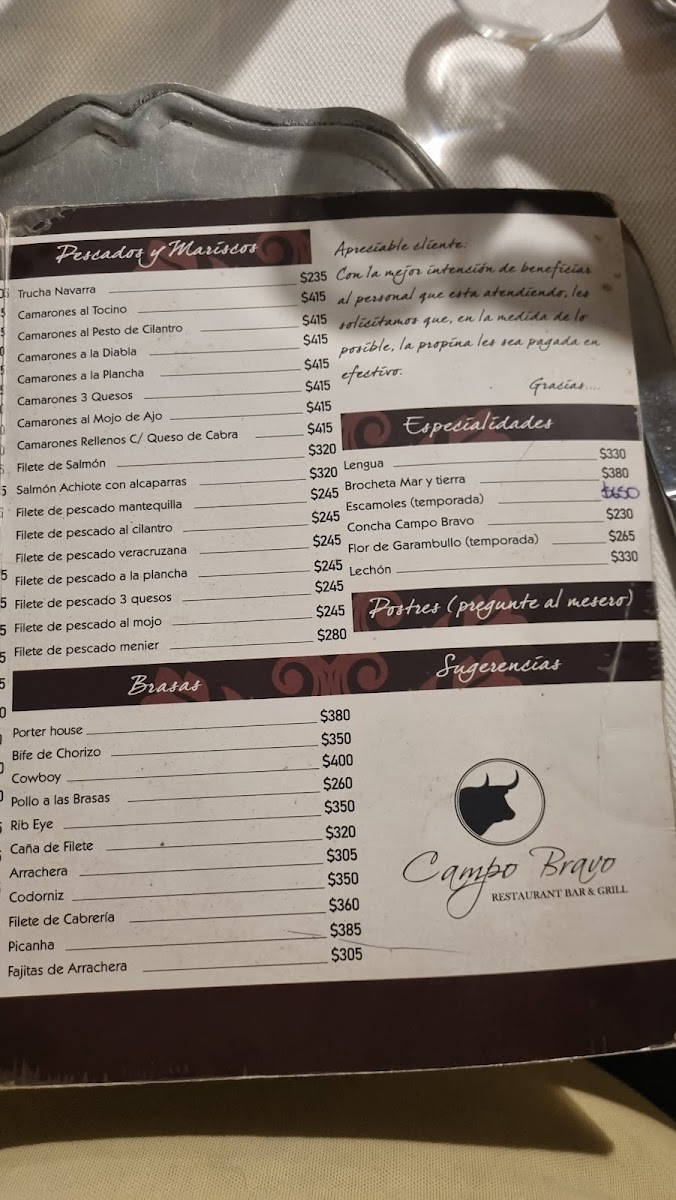 Pescados y Mariscos
Trucha Navarra $235
Camarones al Tocino $415
Camarones al Pesto de Cilantro $415
Camarones a la Diabla $415
Camarones a la Plancha $415
Camarones 3 Quesos $415
Camarones al Mojo de Ajo $415
Camarones Rellenos C/ Queso de Cabra $415
Filete de Salmón $320
Salmón Achiote con alcaparras $320
Filete de pescado mantequilla $245
Filete de pescado al cilantro $245
Filete de pescado veracruzana $245
Filete de pescado a la plancha $245
Filete de pescado 3 quesos $245
Filete de pescado al mojo $245
Filete de pescado menier $280
Apreciable cliente:
Con la mejor intención de beneficiar
al personal que esta atendiendo, les
solicitamos que, en la medida de lo
posible, la propina les sea pagada en
efectivo.
Gracias....
Especialidades
Lengua $330
Brocheta Mar y tierra $380
Escamoles (temporada) $650
Concha Campo Bravo $230
Flor de Garambullo (temporada) $265
Lechón $330
Postres (pregunte al mesero)
Brasas
Porter house $380
Bife de Chorizo $350
Cowboy $400
Pollo a las Brasas $260
Rib Eye $350
Caña de Filete $320
Arrachera $305
Codorniz $350
Filete de Cabrería $360
Picanha $385
Fajitas de Arrachera $305
Sugerencias
Campo Bravo
RESTAURANT BAR & GRILL